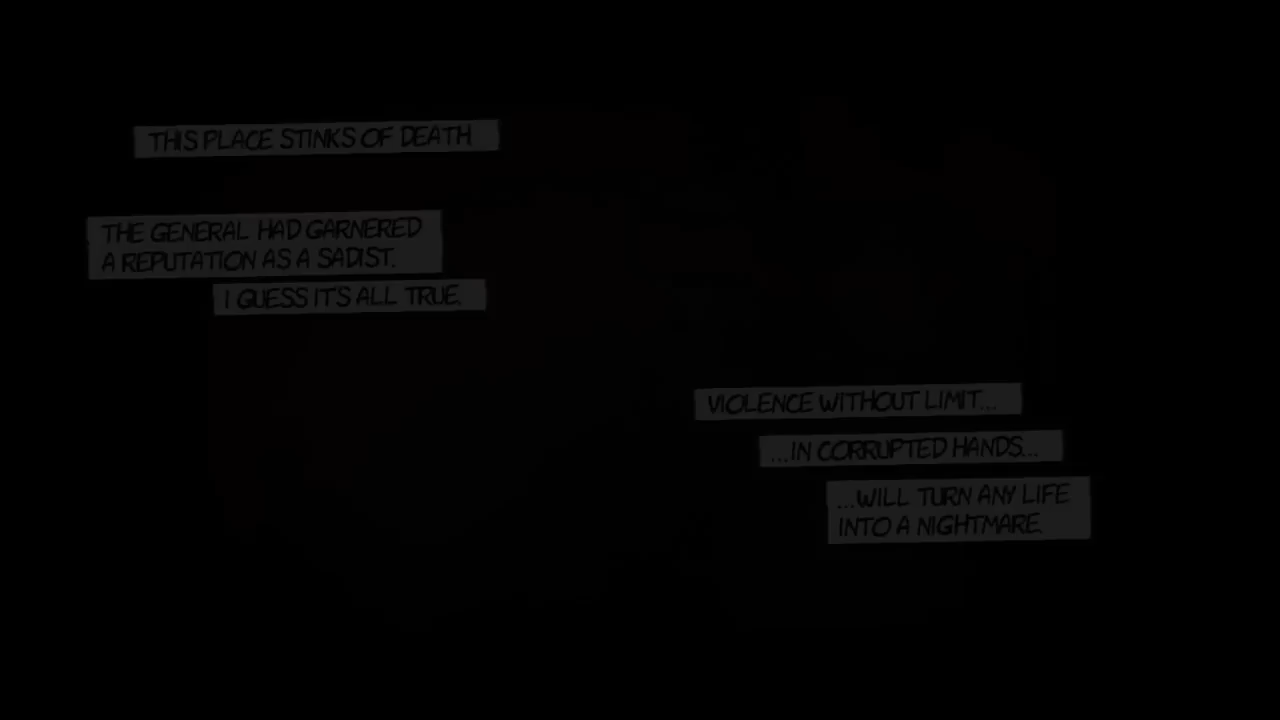 THIS PLACE STINKS OF DEATH
THE GENERAL HAD GARNERED
A REPUTATION AS A SADIST.
I GUESS IT'S ALL TRUE.
VIOLENCE WITHOUT LIMIT...
...IN CORRUPTED HANDS...
...WILL TURN ANY LIFE
INTO A NIGHTMARE.